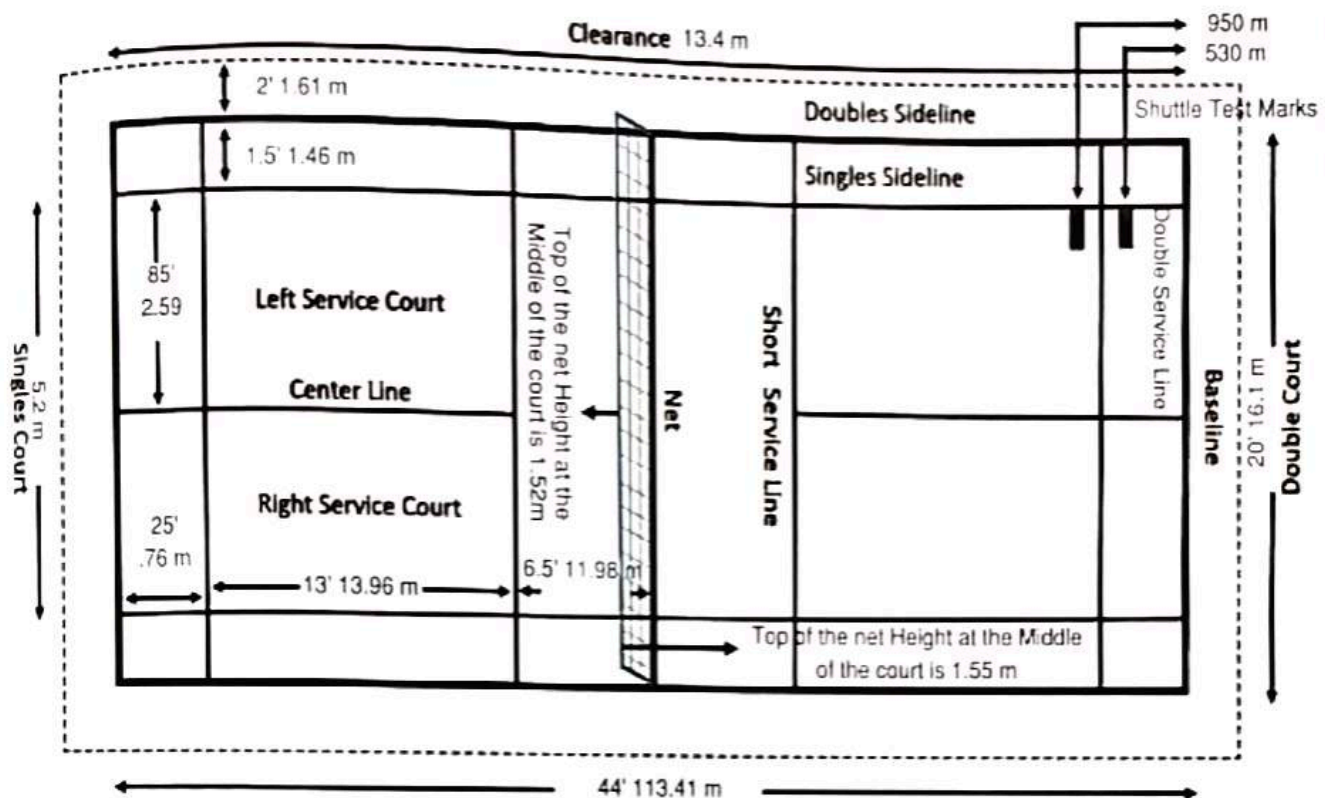 950 m
Clearance 13.4 m
530 m
2' 1.61 m
Doubles Sideline
Shuttle Test Marks
1.5' 1.46 m
Singles Sideline
85'
2.59
Left Service Court
Center Line
Right Service Court
25'
.76 m
13' 13.96 m
6.5' 11.98 m
Top of the net Height at the
Middle of the court is 1.52m
Net
Short Service Line
Double Service Line
Baseline
20' 16.1 m
Double Court
5.2 m
Singles Court
Top of the net Height at the Middle
of the court is 1.55 m
44' 113.41 m